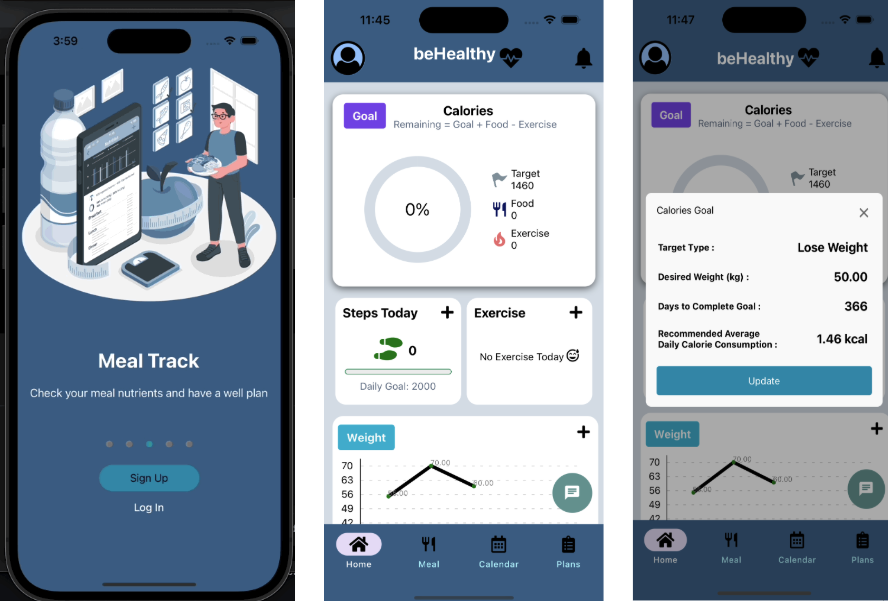 3:59
Meal Track
Check your meal nutrients and have a well plan
Sign Up
Log In
11:45
beHealthy
Goal
Calories
Remaining = Goal + Food - Exercise
0%
Target
1460
Food
0
Exercise
0
Steps Today
+
0
Daily Goal: 2000
Exercise
+
No Exercise Today
Weight
+
70
63
56
49
42
70.00
60.00
Home
Meal
Calendar
Plans
11:47
beHealthy
Goal
Calories
Remaining = Goal + Food - Exercise
Target
1460
Calories Goal
Target Type :
Lose Weight
Desired Weight (kg) :
50.00
Days to Complete Goal :
366
Recommended Average
Daily Calorie Consumption :
1.46 kcal
Update
Weight
+
70
63
56
49
42
70.00
60.00
Home
Meal
Calendar
Plans